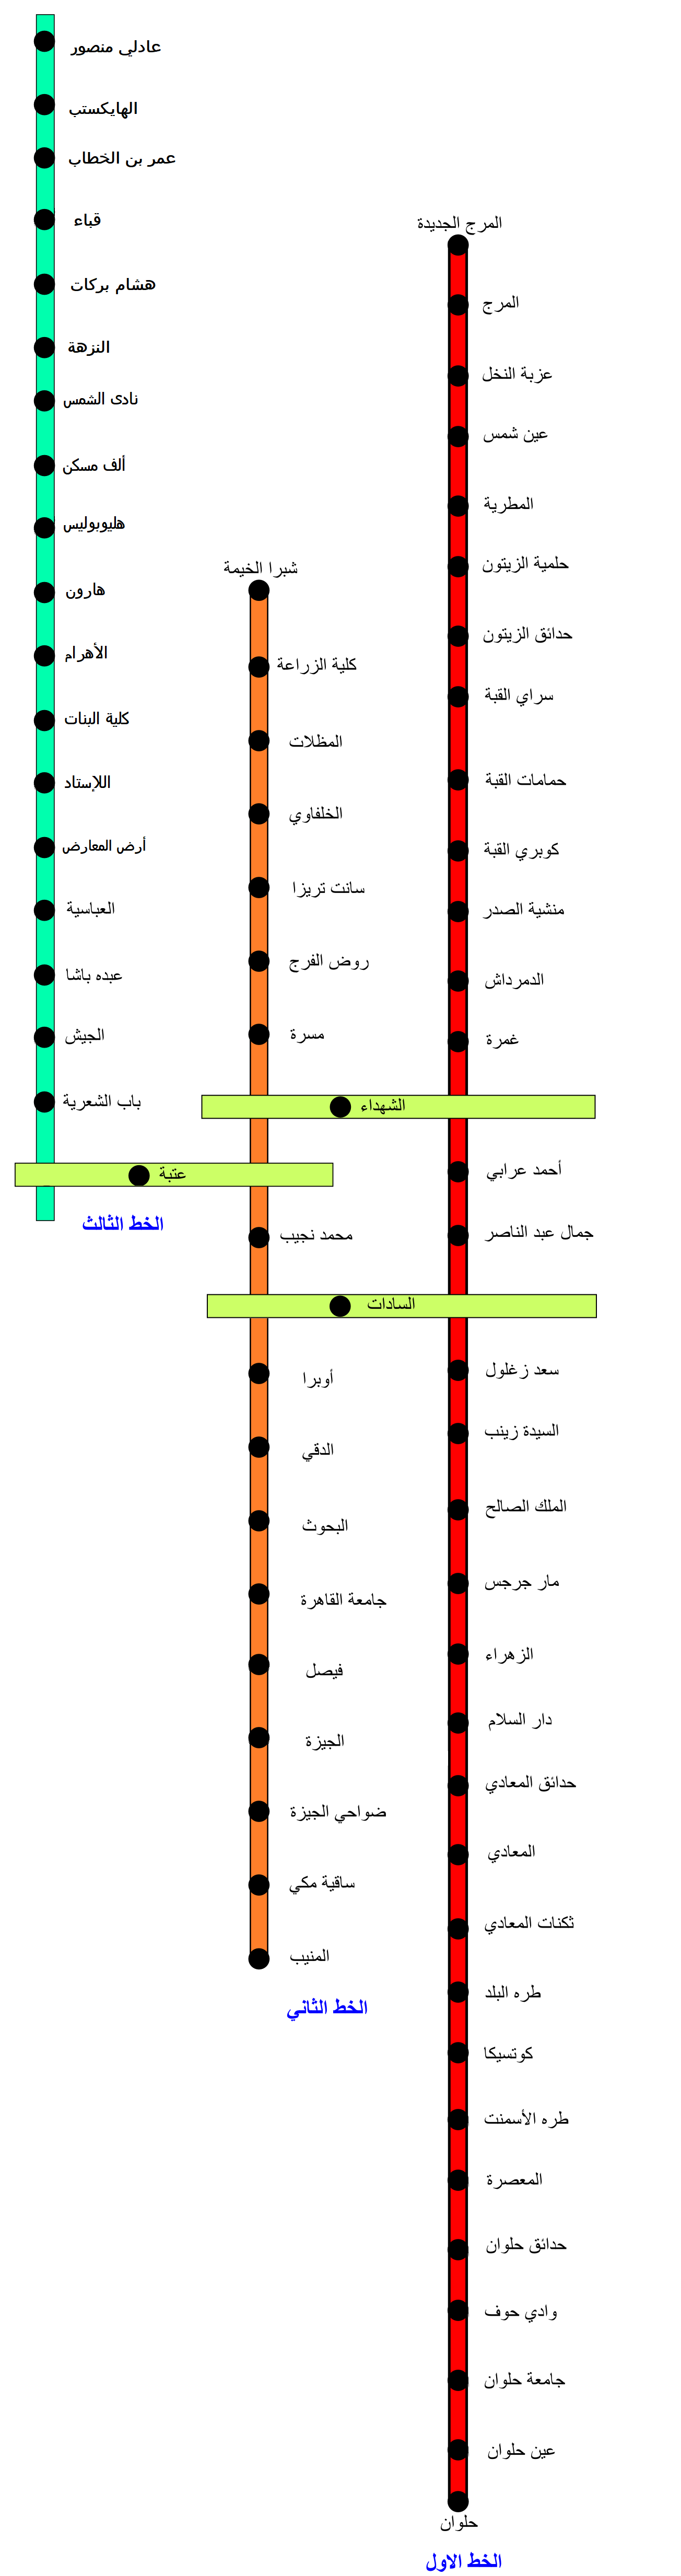 عادلي منصور
الهايكستب
عمر بن الخطاب
قباء
هشام بركات
النزهة
نادى الشمس
ألف مسكن
هليوبوليس
هارون
الأهرام
كلية البنات
اللإستاد
أرض المعارض
العباسية
عبده باشا
الجيش
باب الشعرية
عتبة
الخط الثالث
شبرا الخيمة
كلية الزراعة
المظلات
الخلفاوي
سانت تريزا
روض الفرج
مسرة
الشهداء
محمد نجيب
السادات
أوبرا
الدقي
البحوث
جامعة القاهرة
فيصل
الجيزة
ضواحي الجيزة
ساقية مكي
المنيب
الخط الثاني
المرج الجديدة
المرج
عزبة النخل
عين شمس
المطرية
حلمية الزيتون
حدائق الزيتون
سراي القبة
حمامات القبة
كوبري القبة
منشية الصدر
الدمرداش
غمرة
أحمد عرابي
جمال عبد الناصر
سعد زغلول
السيدة زينب
الملك الصالح
مار جرجس
الزهراء
دار السلام
حدائق المعادي
المعادي
ثكنات المعادي
طره البلد
كوتسيكا
طره الأسمنت
المعصرة
حدائق حلوان
وادي حوف
جامعة حلوان
عين حلوان
حلوان
الخط الاول